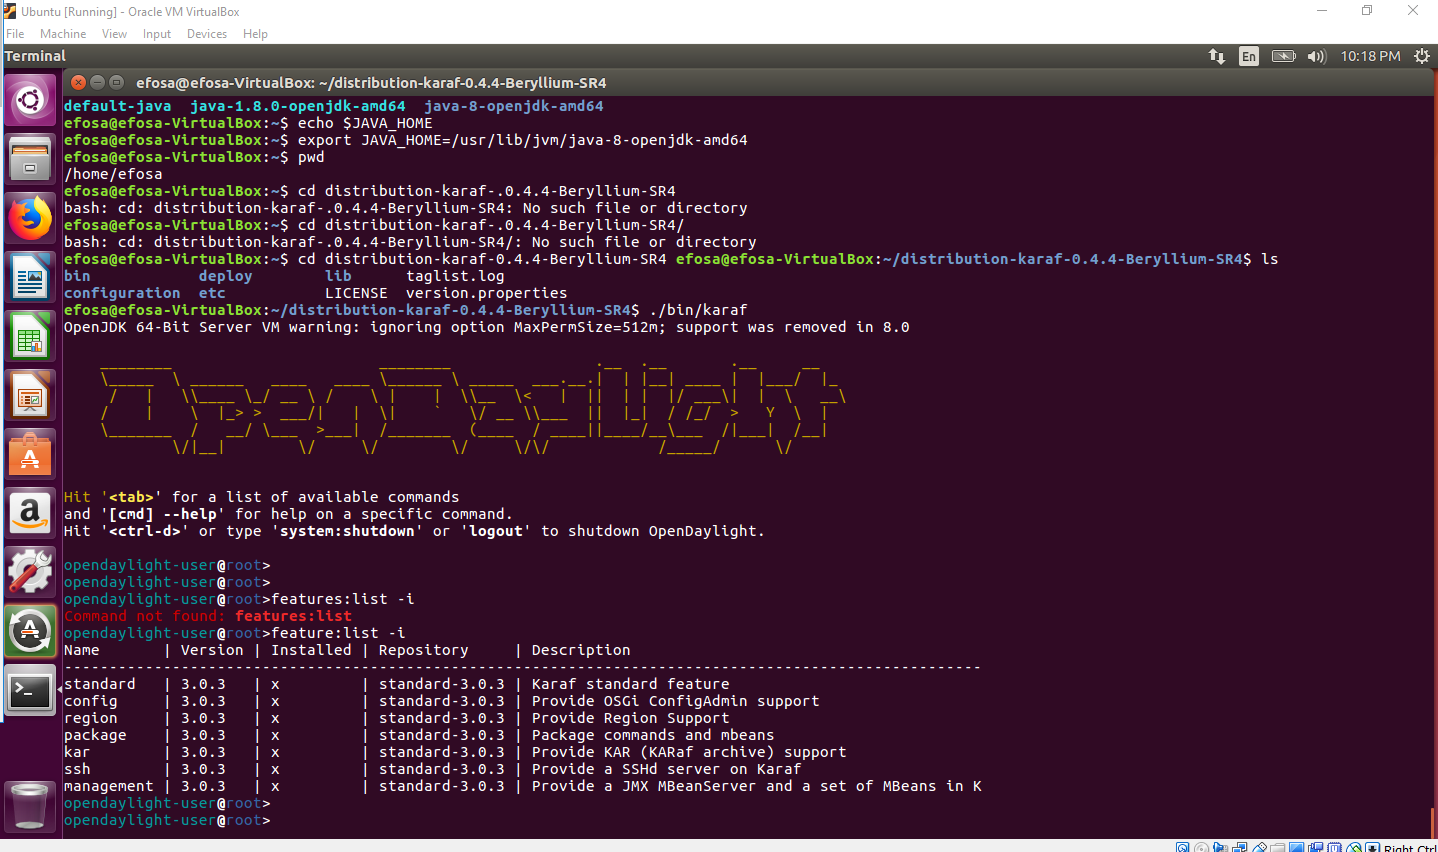 Ubuntu [Running] - Oracle VM VirtualBox
File Machine View Input Devices Help
Terminal En 10:18 PM
efosa@efosa-VirtualBox: ~/distribution-karaf-0.4.4-Beryllium-SR4
default-java java-1.8.0-openjdk-amd64 java-8-openjdk-amd64
efosa@efosa-VirtualBox:~$ echo $JAVA_HOME
efosa@efosa-VirtualBox:~$ export JAVA_HOME=/usr/lib/jvm/java-8-openjdk-amd64
efosa@efosa-VirtualBox:~$ pwd
/home/efosa
efosa@efosa-VirtualBox:~$ cd distribution-karaf-.0.4.4-Beryllium-SR4
bash: cd: distribution-karaf-.0.4.4-Beryllium-SR4: No such file or directory
efosa@efosa-VirtualBox:~$ cd distribution-karaf-.0.4.4-Beryllium-SR4/
bash: cd: distribution-karaf-.0.4.4-Beryllium-SR4/: No such file or directory
efosa@efosa-VirtualBox:~$ cd distribution-karaf-0.4.4-Beryllium-SR4 efosa@efosa-VirtualBox:~/distribution-karaf-0.4.4-Beryllium-SR4$ ls
bin deploy lib taglist.log
configuration etc LICENSE version.properties
efosa@efosa-VirtualBox:~/distribution-karaf-0.4.4-Beryllium-SR4$ ./bin/karaf
OpenJDK 64-Bit Server VM warning: ignoring option MaxPermSize=512m; support was removed in 8.0
OpenDaylight
Hit '<tab>' for a list of available commands
and '[cmd] --help' for help on a specific command.
Hit '<ctrl-d>' or type 'system:shutdown' or 'logout' to shutdown OpenDaylight.
opendaylight-user@root>
opendaylight-user@root>
opendaylight-user@root>features:list -i
Command not found: features:list
opendaylight-user@root>feature:list -i
Name | Version | Installed | Repository | Description
------------------------------------------------------------------------------------------------------
standard | 3.0.3 | x | standard-3.0.3 | Karaf standard feature
config | 3.0.3 | x | standard-3.0.3 | Provide OSGi ConfigAdmin support
region | 3.0.3 | x | standard-3.0.3 | Provide Region Support
package | 3.0.3 | x | standard-3.0.3 | Package commands and mbeans
kar | 3.0.3 | x | standard-3.0.3 | Provide KAR (KARaf archive) support
ssh | 3.0.3 | x | standard-3.0.3 | Provide a SSHd server on Karaf
management | 3.0.3 | x | standard-3.0.3 | Provide a JMX MBeanServer and a set of MBeans in K
opendaylight-user@root>
opendaylight-user@root>
Right Ctrl